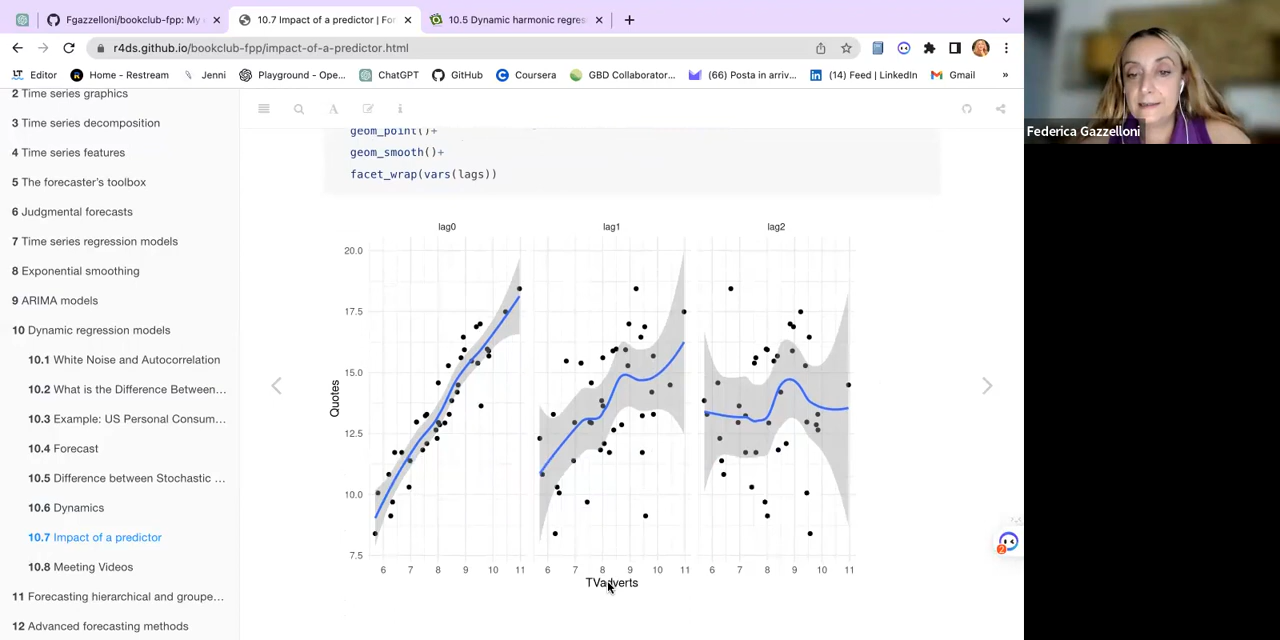 Fgazzelloni/bookclub-fpp: My
10.7 Impact of a predictor | For
10.5 Dynamic harmonic regres
r4ds.github.io/bookclub-fpp/impact-of-a-predictor.html
LT Editor
Home - Restream
Jenni
Playground - Ope...
ChatGPT
GitHub
Coursera
GBD Collaborator...
(66) Posta in arriv...
(14) Feed | LinkedIn
Gmail
»
Federica Gazzelloni
2 Time series graphics
3 Time series decomposition
4 Time series features
5 The forecaster's toolbox
6 Judgmental forecasts
7 Time series regression models
8 Exponential smoothing
9 ARIMA models
10 Dynamic regression models
10.1 White Noise and Autocorrelation
10.2 What is the Difference Between...
10.3 Example: US Personal Consum...
10.4 Forecast
10.5 Difference between Stochastic ...
10.6 Dynamics
10.7 Impact of a predictor
10.8 Meeting Videos
11 Forecasting hierarchical and groupe...
12 Advanced forecasting methods
A
i
geom_point()+
geom_smooth()+
facet_wrap(vars(lags))
lag0 lag1 lag2
20.0
17.5
15.0
12.5
10.0
7.5
Quotes
6 7 8 9 10 11 6 7 8 9 10 11 6 7 8 9 10 11
TVadverts
2